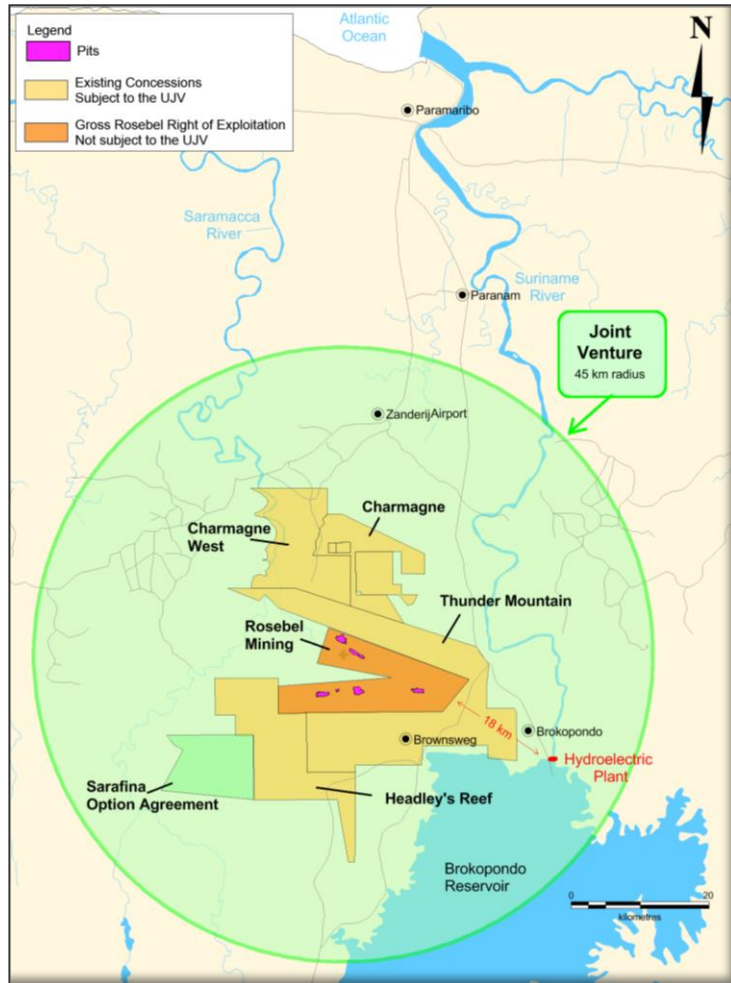 Legend
Pits
Existing Concessions
Subject to the UJV
Gross Rosebel Right of Exploitation
Not subject to the UJV
Atlantic
Ocean
N
Paramaribo
Saramacca
River
Suriname
River
Paranam
Joint
Venture
45 km radius
ZanderijAirport
Charmagne
West
Charmagne
Thunder Mountain
Rosebel
Mining
18 km
Brownsweg
Brokopondo
Hydroelectric
Plant
Sarafina
Option Agreement
Headley's Reef
Brokopondo
Reservoir
0
20
kilometres